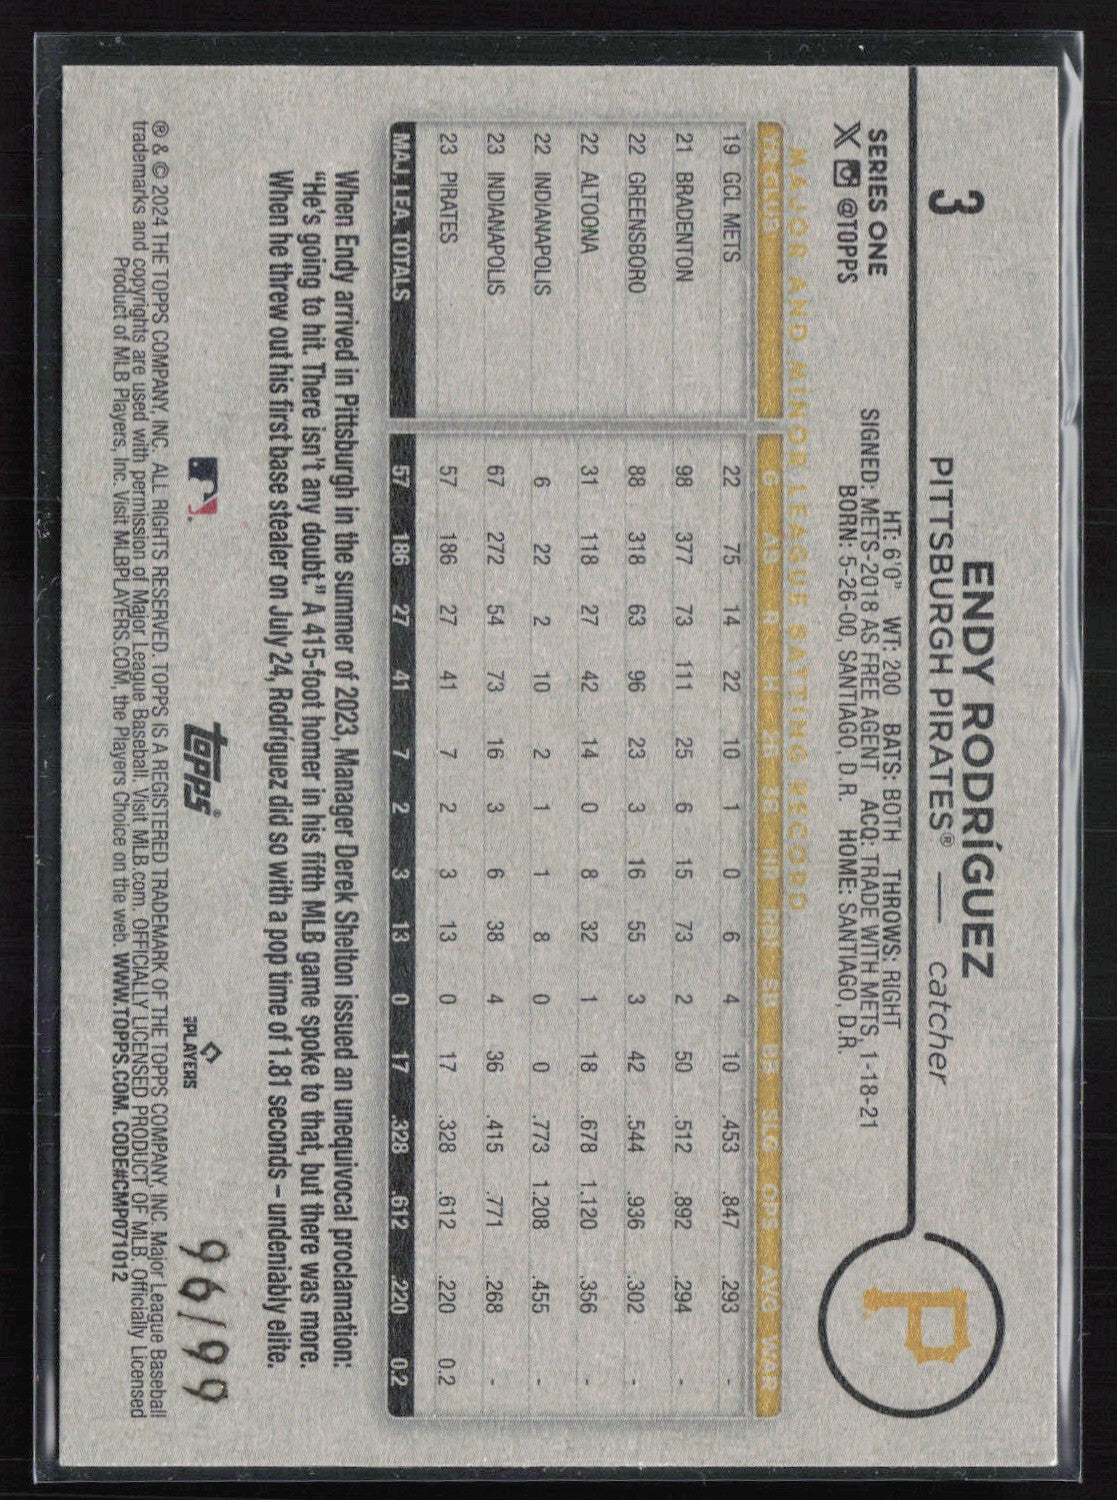 3
ENDY RODRÍGUEZ
PITTSBURGH PIRATES® — catcher
P
SERIES ONE
@TOPPS
HT: 6'0" WT: 200 BATS: BOTH THROWS: RIGHT
SIGNED: METS-2018 AS FREE AGENT ACQ: TRADE WITH METS, 1-18-21
BORN: 5-26-00, SANTIAGO, D.R. HOME: SANTIAGO, D.R.
MAJOR AND MINOR LEAGUE BATTING RECORD
YR CLUB G AB R H 2B 3B HR RBI SB BB SLG OPS AVG WAR
19 GCL METS 22 75 14 22 10 1 0 6 4 10 .453 .847 .293 -
21 BRADENTON 98 377 73 111 25 6 15 73 2 50 .512 .892 .294 -
22 GREENSBORO 88 318 63 96 23 3 16 55 3 42 .544 .936 .302 -
22 ALTOONA 31 118 27 42 14 0 8 32 1 18 .678 1.120 .356 -
22 INDIANAPOLIS 6 22 2 10 2 1 1 8 0 0 .773 1.208 .455 -
23 INDIANAPOLIS 67 272 54 73 16 3 6 38 4 36 .415 .771 .268 -
23 PIRATES 57 186 27 41 7 2 3 13 0 17 .328 .612 .220 0.2
MAJ. LEA. TOTALS 57 186 27 41 7 2 3 13 0 17 .328 .612 .220 0.2
When Endy arrived in Pittsburgh in the summer of 2023, Manager Derek Shelton issued an unequivocal proclamation:
"He's going to hit. There isn't any doubt." A 415-foot homer in his fifth MLB game spoke to that, but there was more.
When he threw out his first base stealer on July 24, Rodríguez did so with a pop time of 1.81 seconds – undeniably elite.
topps®
PLAYERS
96/99
® & © 2024 THE TOPPS COMPANY, INC. ALL RIGHTS RESERVED. TOPPS IS A REGISTERED TRADEMARK OF THE TOPPS COMPANY, INC. Major League Baseball
trademarks and copyrights are used with permission of Major League Baseball. Visit MLB.com. OFFICIALLY LICENSED PRODUCT OF MLB. Officially Licensed
Product of MLB Players, Inc. Visit MLBPLAYERS.COM, the Players Choice on the web. WWW.TOPPS.COM. CODE#CMP071012